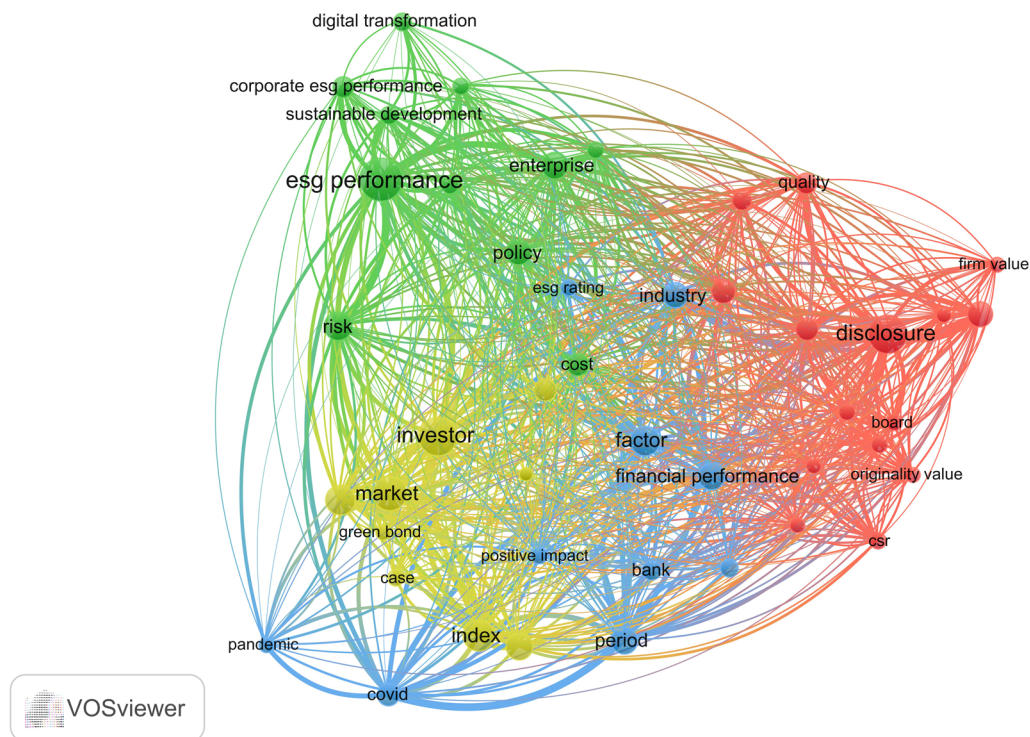 digital transformation
corporate esg performance
sustainable development
esg performance
enterprise
quality
policy
firm value
esg rating
industry
risk
disclosure
cost
board
investor
factor
financial performance
originality value
market
green bond
csr
positive impact
bank
case
index
period
pandemic
covid
VOSviewer